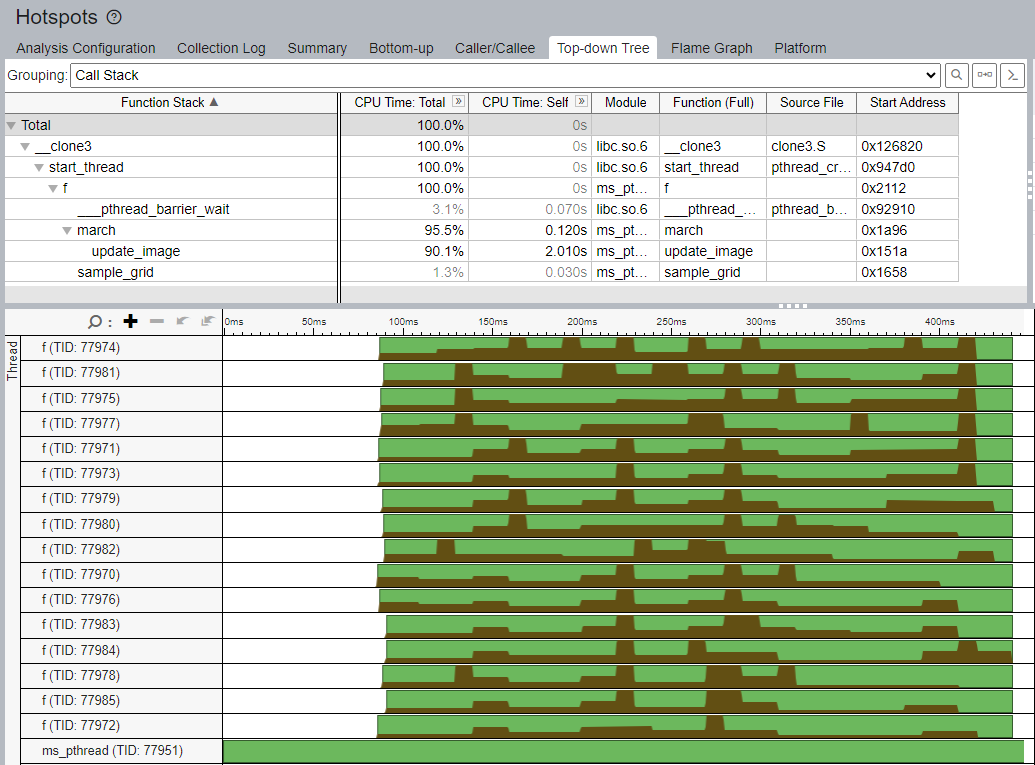 Hotspots ?
Analysis Configuration Collection Log Summary Bottom-up Caller/Callee Top-down Tree Flame Graph Platform
Grouping: Call Stack
Function Stack ▲ CPU Time: Total » CPU Time: Self » Module Function (Full) Source File Start Address
Total 100.0% 0s
__clone3 100.0% 0s libc.so.6 __clone3 clone3.S 0x126820
start_thread 100.0% 0s libc.so.6 start_thread pthread_cr... 0x947d0
f 100.0% 0s ms_pt... f 0x2112
___pthread_barrier_wait 3.1% 0.070s libc.so.6 ___pthread_... pthread_b... 0x92910
march 95.5% 0.120s ms_pt... march 0x1a96
update_image 90.1% 2.010s ms_pt... update_image 0x151a
sample_grid 1.3% 0.030s ms_pt... sample_grid 0x1658
: 0ms 50ms 100ms 150ms 200ms 250ms 300ms 350ms 400ms
Thread
f (TID: 77974)
f (TID: 77981)
f (TID: 77975)
f (TID: 77977)
f (TID: 77971)
f (TID: 77973)
f (TID: 77979)
f (TID: 77980)
f (TID: 77982)
f (TID: 77970)
f (TID: 77976)
f (TID: 77983)
f (TID: 77984)
f (TID: 77978)
f (TID: 77985)
f (TID: 77972)
ms_pthread (TID: 77951)